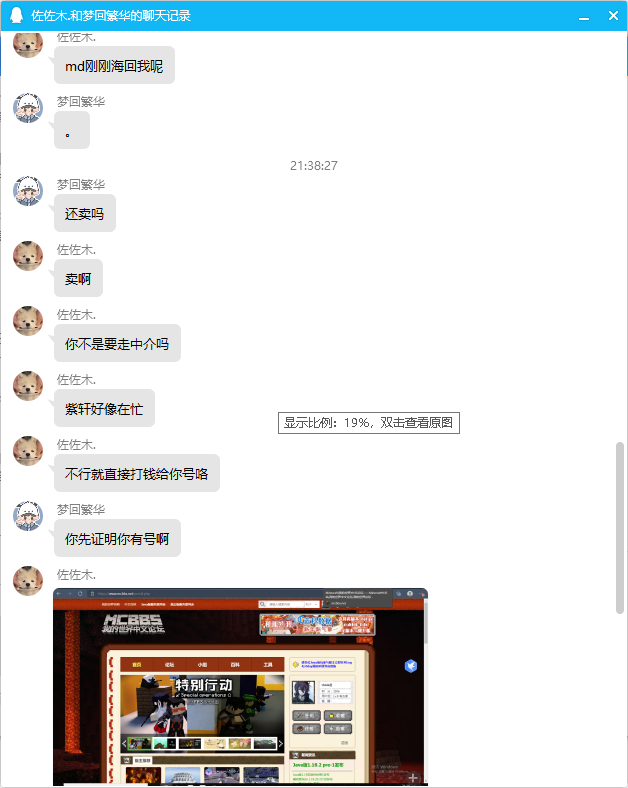 佐佐木.和梦回繁华的聊天记录
佐佐木.
md刚刚海回我呢
梦回繁华
。
21:38:27
梦回繁华
还卖吗
佐佐木.
卖啊
佐佐木.
你不是要走中介吗
佐佐木.
紫轩好像在忙
显示比例：19%，双击查看原图
佐佐木.
不行就直接打钱给你号咯
梦回繁华
你先证明你有号啊
佐佐木.
MCBBS
我的世界中文论坛
首页 论坛 小组 百科 工具
特别行动
Special operations
Java版1.18.2 pre-1发布